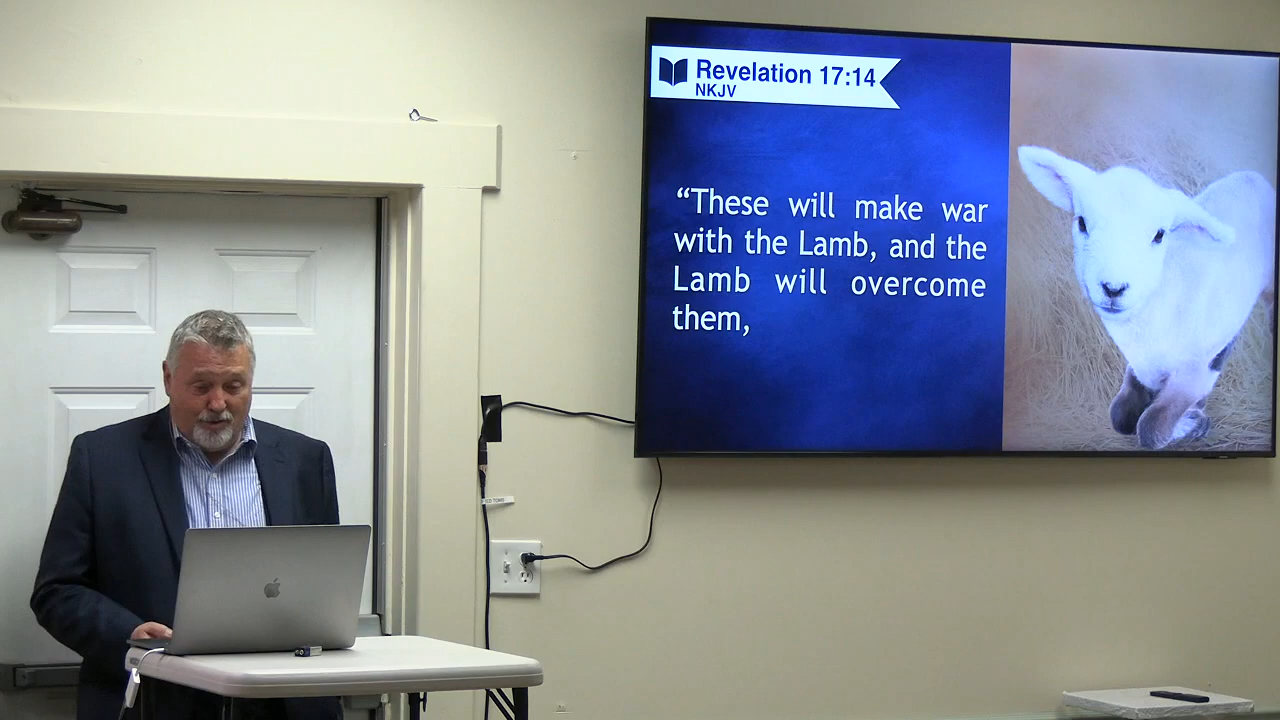 Revelation 17:14
NKJV
“These will make war
with the Lamb, and the
Lamb will overcome
them,